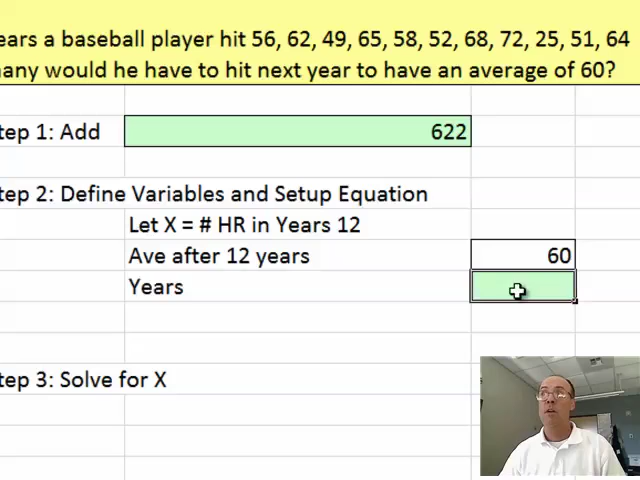 ears a baseball player hit 56, 62, 49, 65, 58, 52, 68, 72, 25, 51, 64
many would he have to hit next year to have an average of 60?
tep 1: Add 622
tep 2: Define Variables and Setup Equation
Let X = # HR in Years 12
Ave after 12 years 60
Years
tep 3: Solve for X